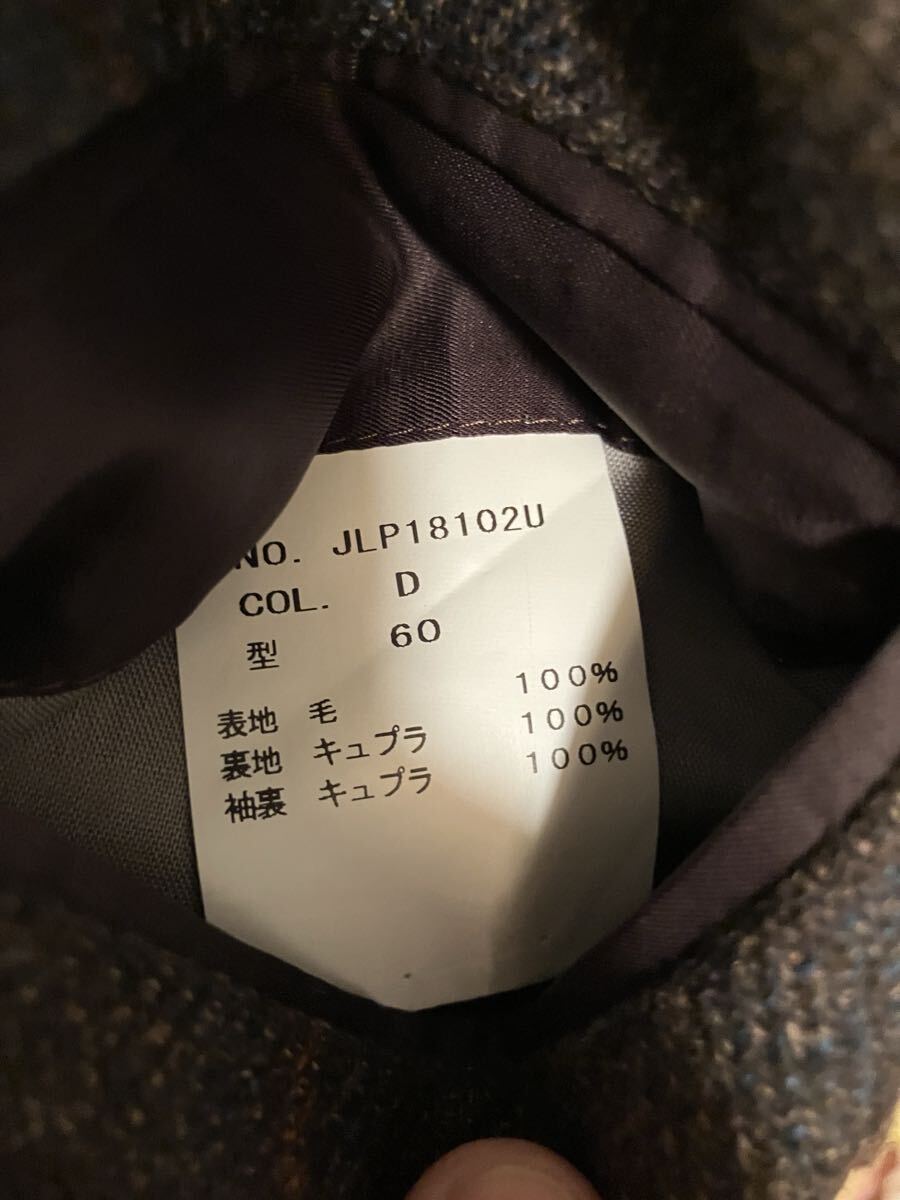 NO. JLP18102U
COL. D
型 60
表地 毛 100%
裏地 キュプラ 100%
袖裏 キュプラ 100%